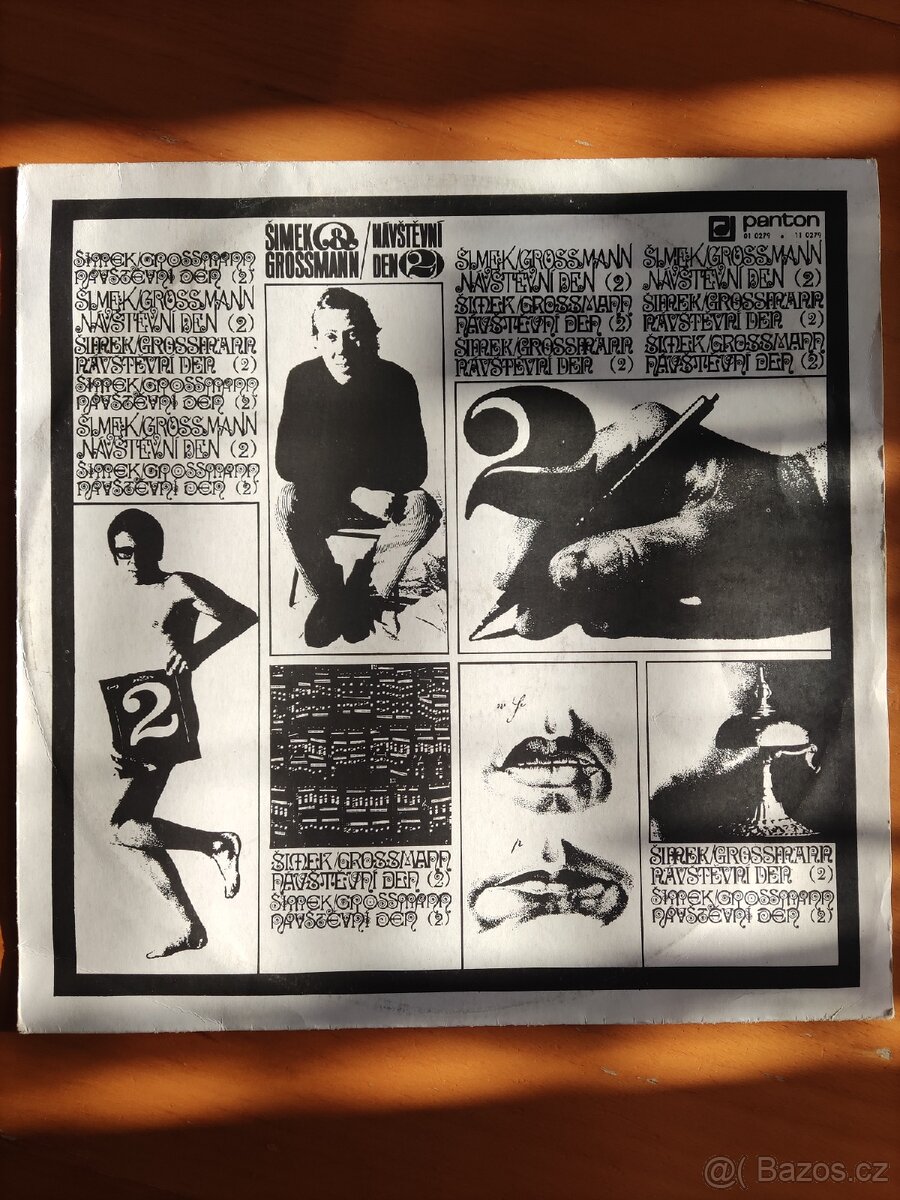 ŠIMEK & / NÁVŠTĚVNÍ
GROSSMANN / DEN 2
panton
01 0279 • 11 0279
ŠIMEK/GROSSMANN
NÁVŠTĚVNÍ DEN (2)
ŠIMEK/GROSSMANN
NÁVŠTĚVNÍ DEN (2)
ŠIMEK/GROSSMANN
NÁVŠTĚVNÍ DEN (2)
ŠIMEK/GROSSMANN
NÁVŠTĚVNÍ DEN (2)
ŠIMEK/GROSSMANN
NÁVŠTĚVNÍ DEN (2)
ŠIMEK/GROSSMANN
NÁVŠTĚVNÍ DEN (2)
ŠIMEK/GROSSMANN
NÁVŠTĚVNÍ DEN (2)
ŠIMEK/GROSSMANN
NÁVŠTĚVNÍ DEN (2)
ŠIMEK/GROSSMANN
NÁVŠTĚVNÍ DEN (2)
ŠIMEK/GROSSMANN
NÁVŠTĚVNÍ DEN (2)
ŠIMEK/GROSSMANN
NÁVŠTĚVNÍ DEN (2)
ŠIMEK/GROSSMANN
NÁVŠTĚVNÍ DEN (2)
2
2
ŠIMEK/GROSSMANN
NÁVŠTĚVNÍ DEN (2)
ŠIMEK/GROSSMANN
NÁVŠTĚVNÍ DEN (2)
ŠIMEK/GROSSMANN
NÁVŠTĚVNÍ DEN (2)
ŠIMEK/GROSSMANN
NÁVŠTĚVNÍ DEN (2)
@( Bazos.cz